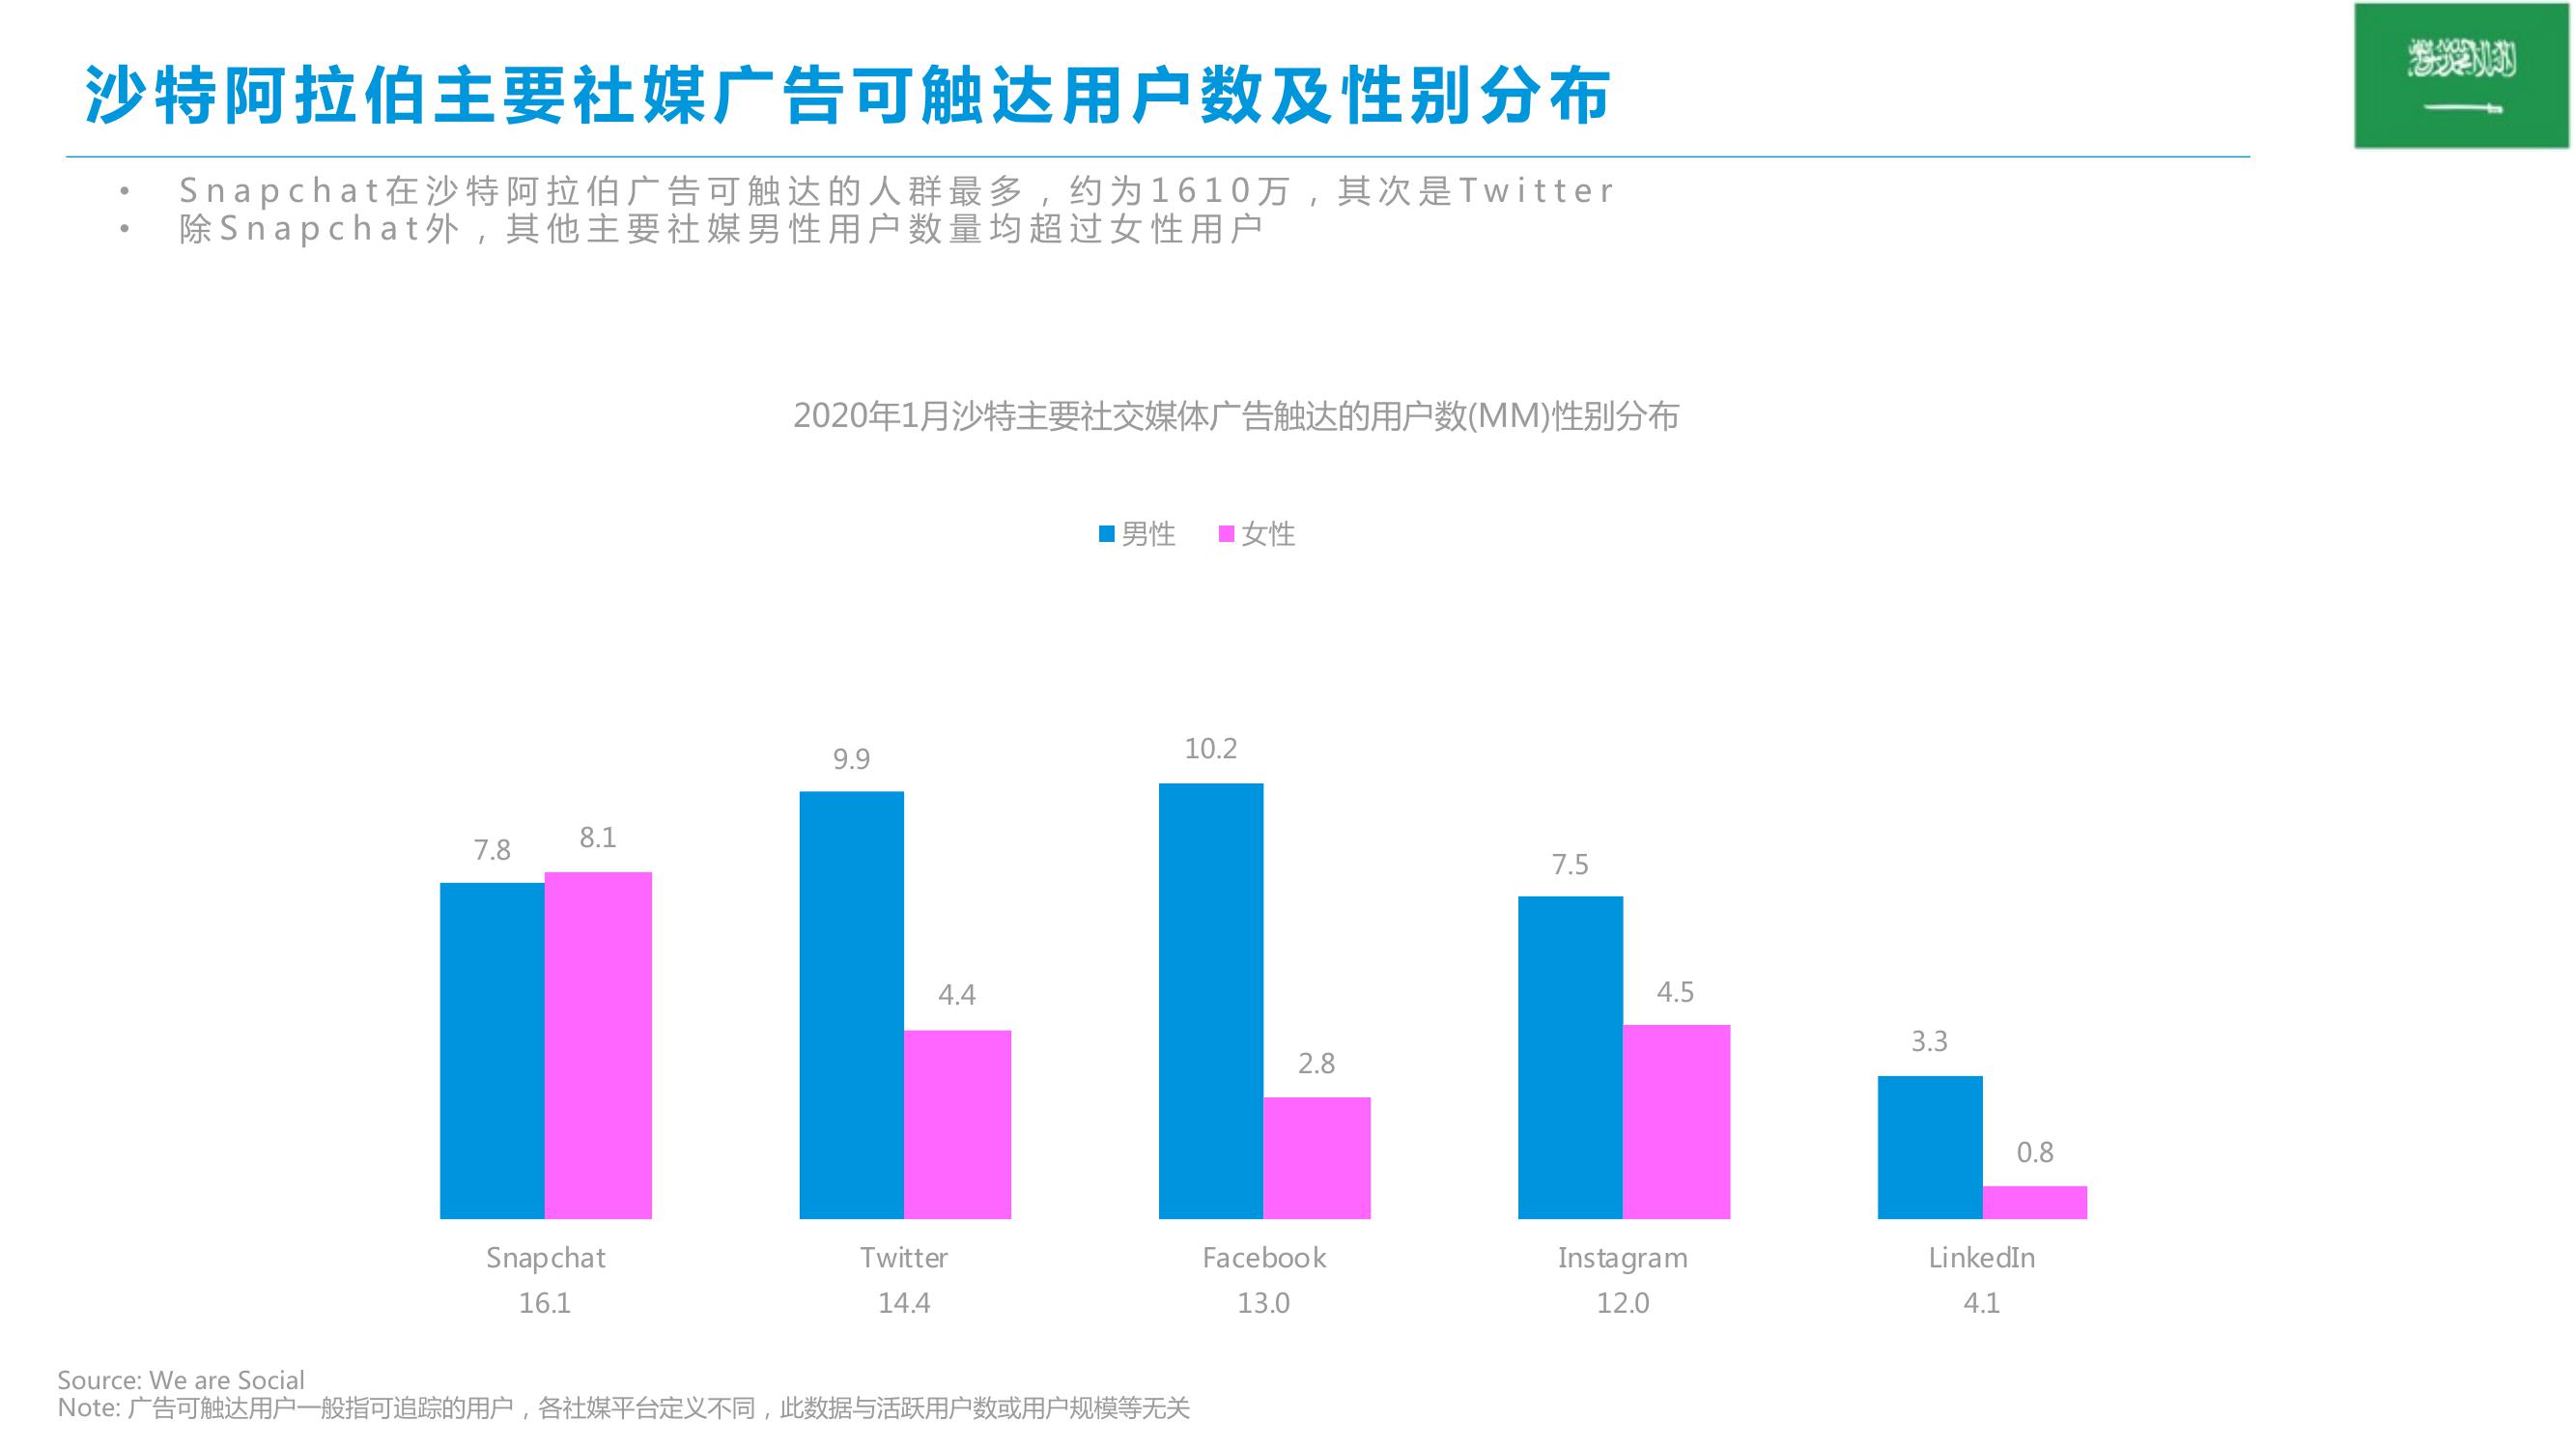 沙特阿拉伯主要社媒广告可触达用户数及性别分布
• Snapchat在沙特阿拉伯广告可触达的人群最多，约为1610万，其次是Twitter
• 除Snapchat外，其他主要社媒男性用户数量均超过女性用户
2020年1月沙特主要社交媒体广告触达的用户数(MM)性别分布
男性 女性
7.8 8.1 9.9 4.4 10.2 2.8 7.5 4.5 3.3 0.8
Snapchat Twitter Facebook Instagram LinkedIn
16.1 14.4 13.0 12.0 4.1
Source: We are Social
Note: 广告可触达用户一般指可追踪的用户，各社媒平台定义不同，此数据与活跃用户数或用户规模等无关